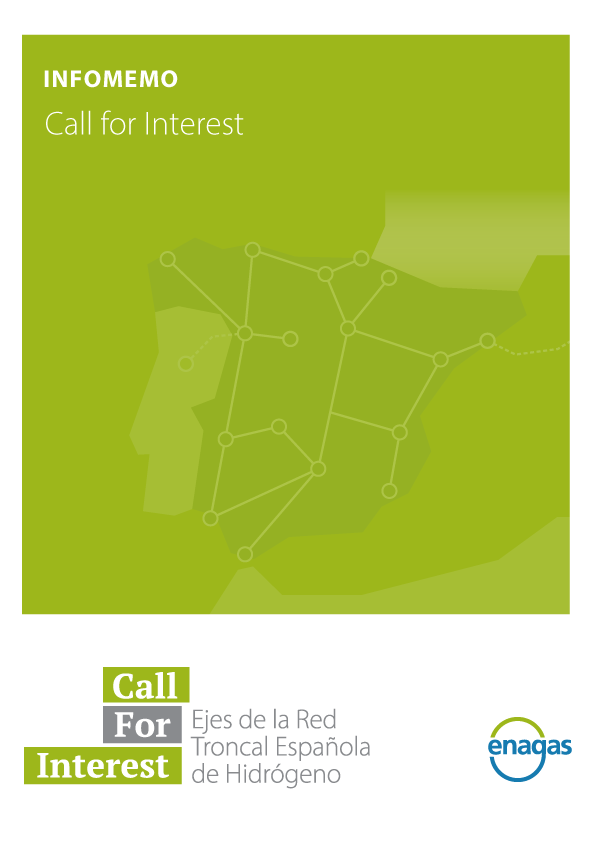 INFOMEMO
Call for Interest
Call
For
Interest
Ejes de la Red
Troncal Española
de Hidrógeno
enagas